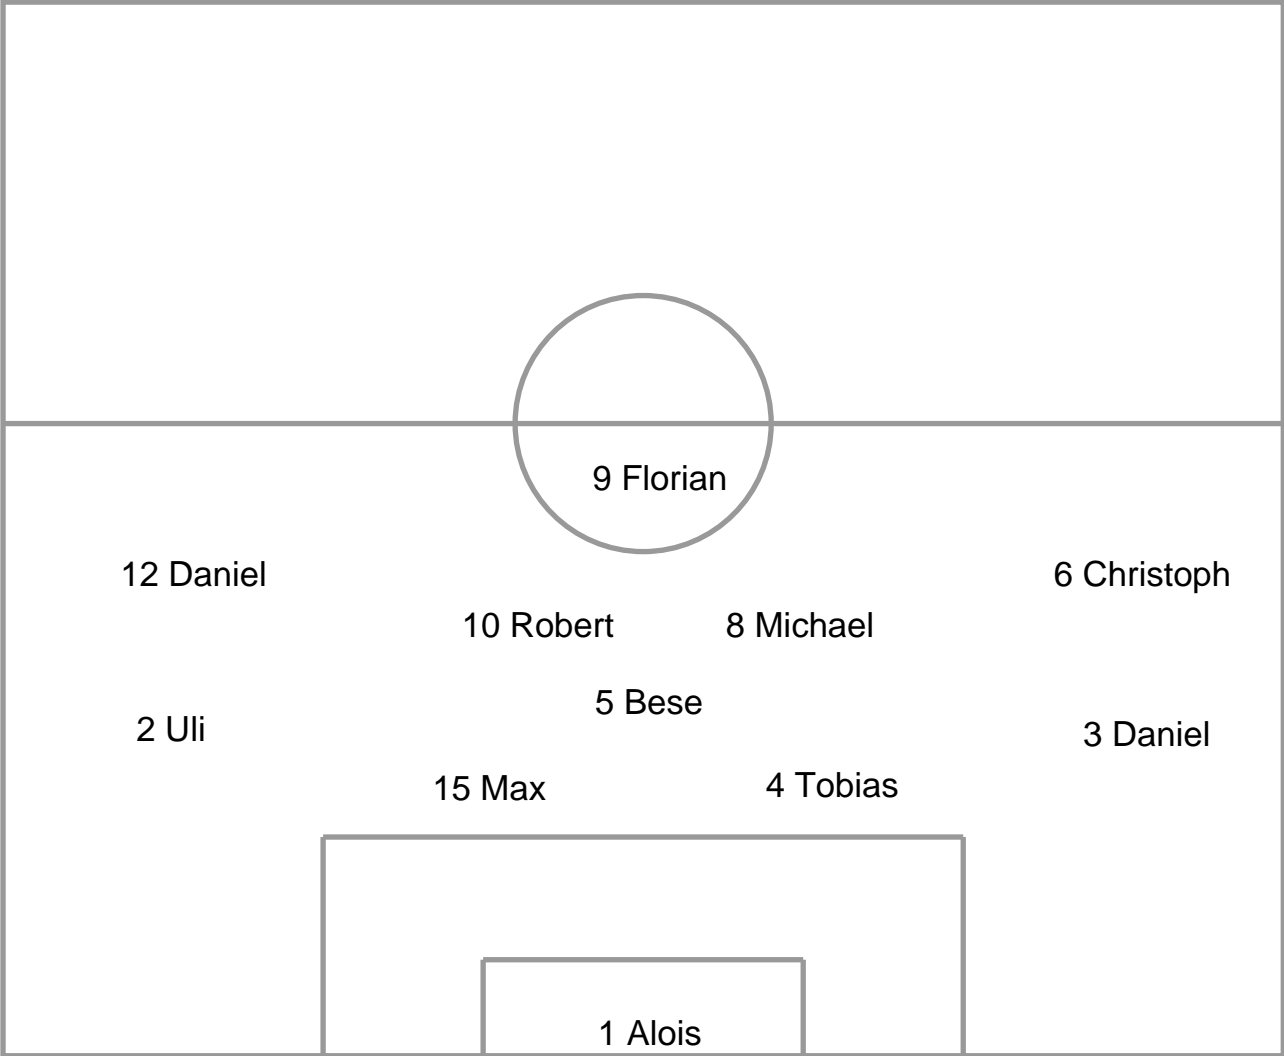 9 Florian
12 Daniel
6 Christoph
10 Robert
8 Michael
5 Bese
2 Uli
3 Daniel
15 Max
4 Tobias
1 Alois